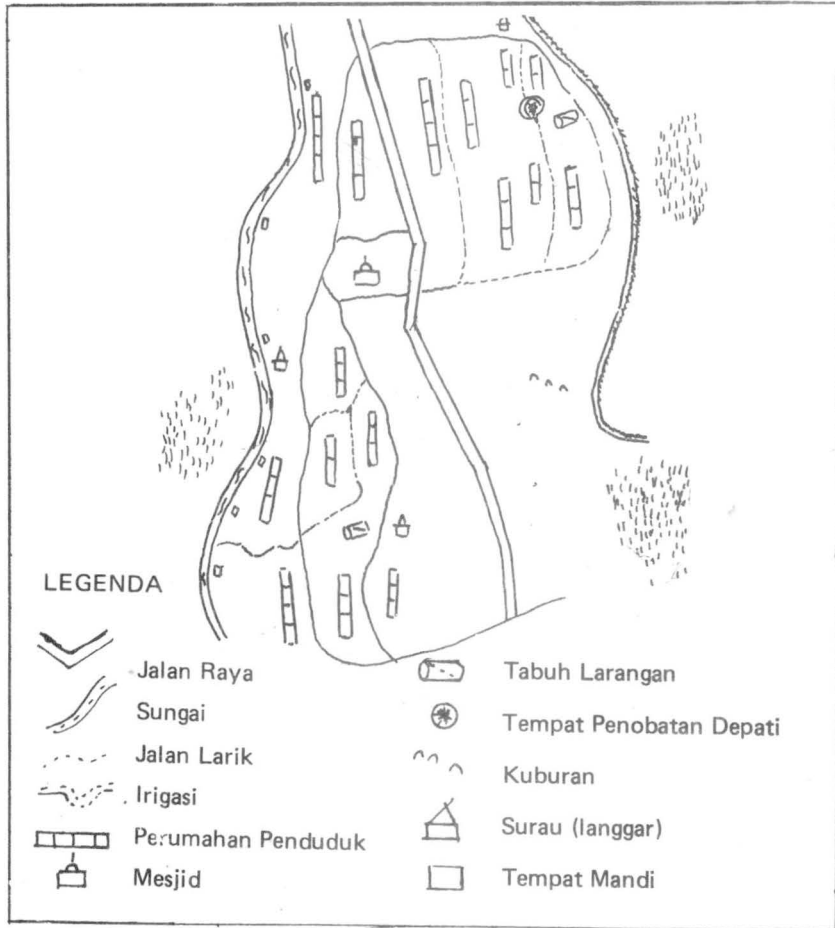 LEGENDA
Jalan Raya
Sungai
Jalan Larik
Irigasi
Perumahan Penduduk
Mesjid
Tabuh Larangan
Tempat Penobatan Depati
Kuburan
Surau (langgar)
Tempat Mandi